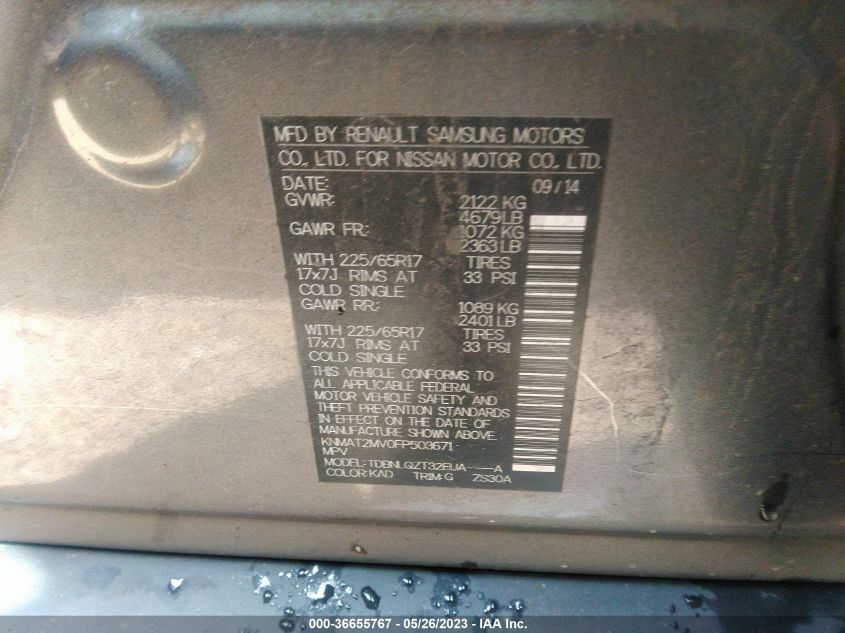 MFD BY RENAULT SAMSUNG MOTORS
CO., LTD. FOR NISSAN MOTOR CO., LTD.
DATE: 09/14
GVWR: 2122 KG
4679 LB
GAWR FR: 1072 KG
2363 LB
WITH 225/65R17 TIRES
17x7J RIMS AT 33 PSI
COLD SINGLE
GAWR RR: 1089 KG
2401 LB
WITH 225/65R17 TIRES
17x7J RIMS AT 33 PSI
COLD SINGLE
THIS VEHICLE CONFORMS TO
ALL APPLICABLE FEDERAL
MOTOR VEHICLE SAFETY AND
THEFT PREVENTION STANDARDS
IN EFFECT ON THE DATE OF
MANUFACTURE SHOWN ABOVE.
KNMAT2MV0FP503671
MPV
MODEL: TDBNLQZT32EUA-----A
COLOR: KAD TRIM: G ZS30A
000-36655767 - 05/26/2023 - IAA Inc.